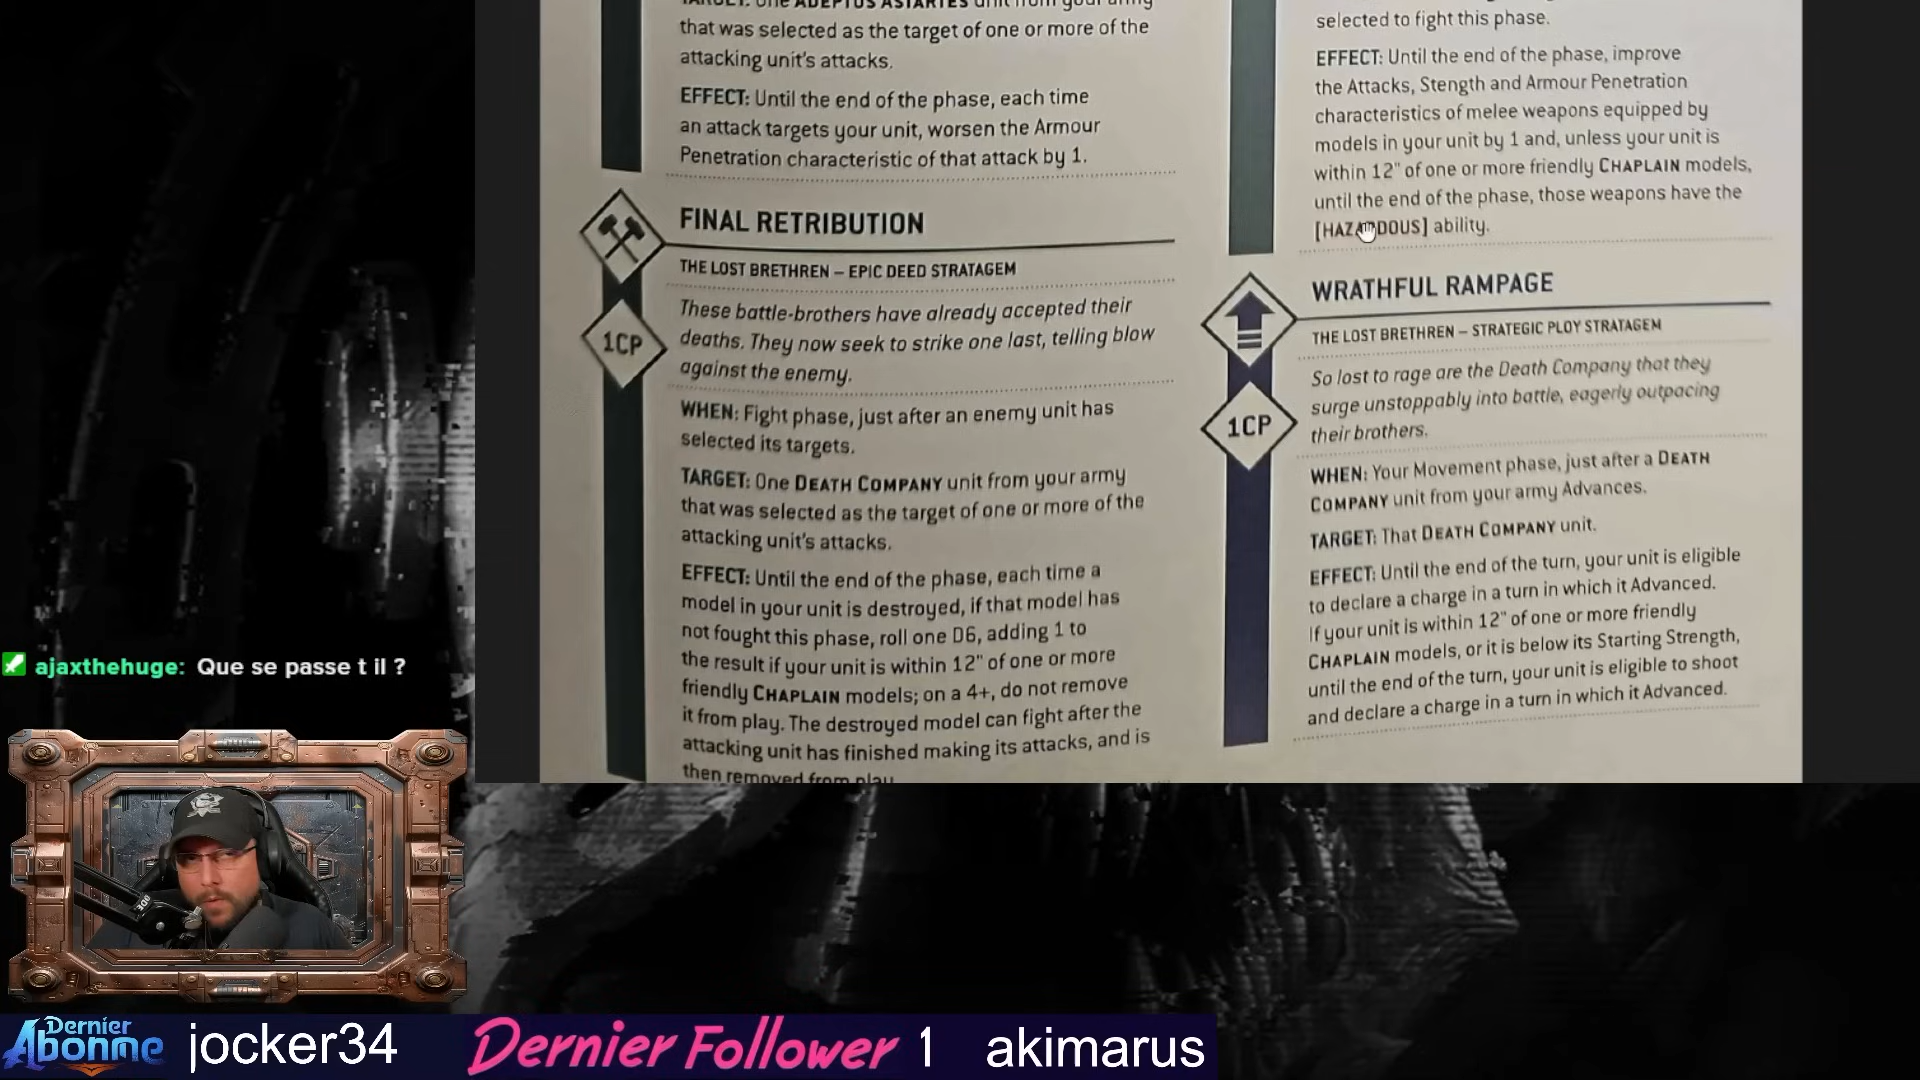 TARGET: One ADEPTUS ASTARTES unit from your army
that was selected as the target of one or more of the
attacking unit's attacks.
EFFECT: Until the end of the phase, each time
an attack targets your unit, worsen the Armour
Penetration characteristic of that attack by 1.
FINAL RETRIBUTION
THE LOST BRETHREN – EPIC DEED STRATAGEM
1CP
These battle-brothers have already accepted their
deaths. They now seek to strike one last, telling blow
against the enemy.
WHEN: Fight phase, just after an enemy unit has
selected its targets.
TARGET: One DEATH COMPANY unit from your army
that was selected as the target of one or more of the
attacking unit's attacks.
EFFECT: Until the end of the phase, each time a
model in your unit is destroyed, if that model has
not fought this phase, roll one D6, adding 1 to
the result if your unit is within 12" of one or more
friendly CHAPLAIN models; on a 4+, do not remove
it from play. The destroyed model can fight after the
attacking unit has finished making its attacks, and is
then removed from play.
selected to fight this phase.
EFFECT: Until the end of the phase, improve
the Attacks, Stength and Armour Penetration
characteristics of melee weapons equipped by
models in your unit by 1 and, unless your unit is
within 12" of one or more friendly CHAPLAIN models,
until the end of the phase, those weapons have the
[HAZARDOUS] ability.
WRATHFUL RAMPAGE
THE LOST BRETHREN – STRATEGIC PLOY STRATAGEM
1CP
So lost to rage are the Death Company that they
surge unstoppably into battle, eagerly outpacing
their brothers.
WHEN: Your Movement phase, just after a DEATH
COMPANY unit from your army Advances.
TARGET: That DEATH COMPANY unit.
EFFECT: Until the end of the turn, your unit is eligible
to declare a charge in a turn in which it Advanced.
If your unit is within 12" of one or more friendly
CHAPLAIN models, or it is below its Starting Strength,
until the end of the turn, your unit is eligible to shoot
and declare a charge in a turn in which it Advanced.
ajaxthehuge: Que se passe t il ?
Dernier
Abonné
jocker34
Dernier Follower 1 akimarus